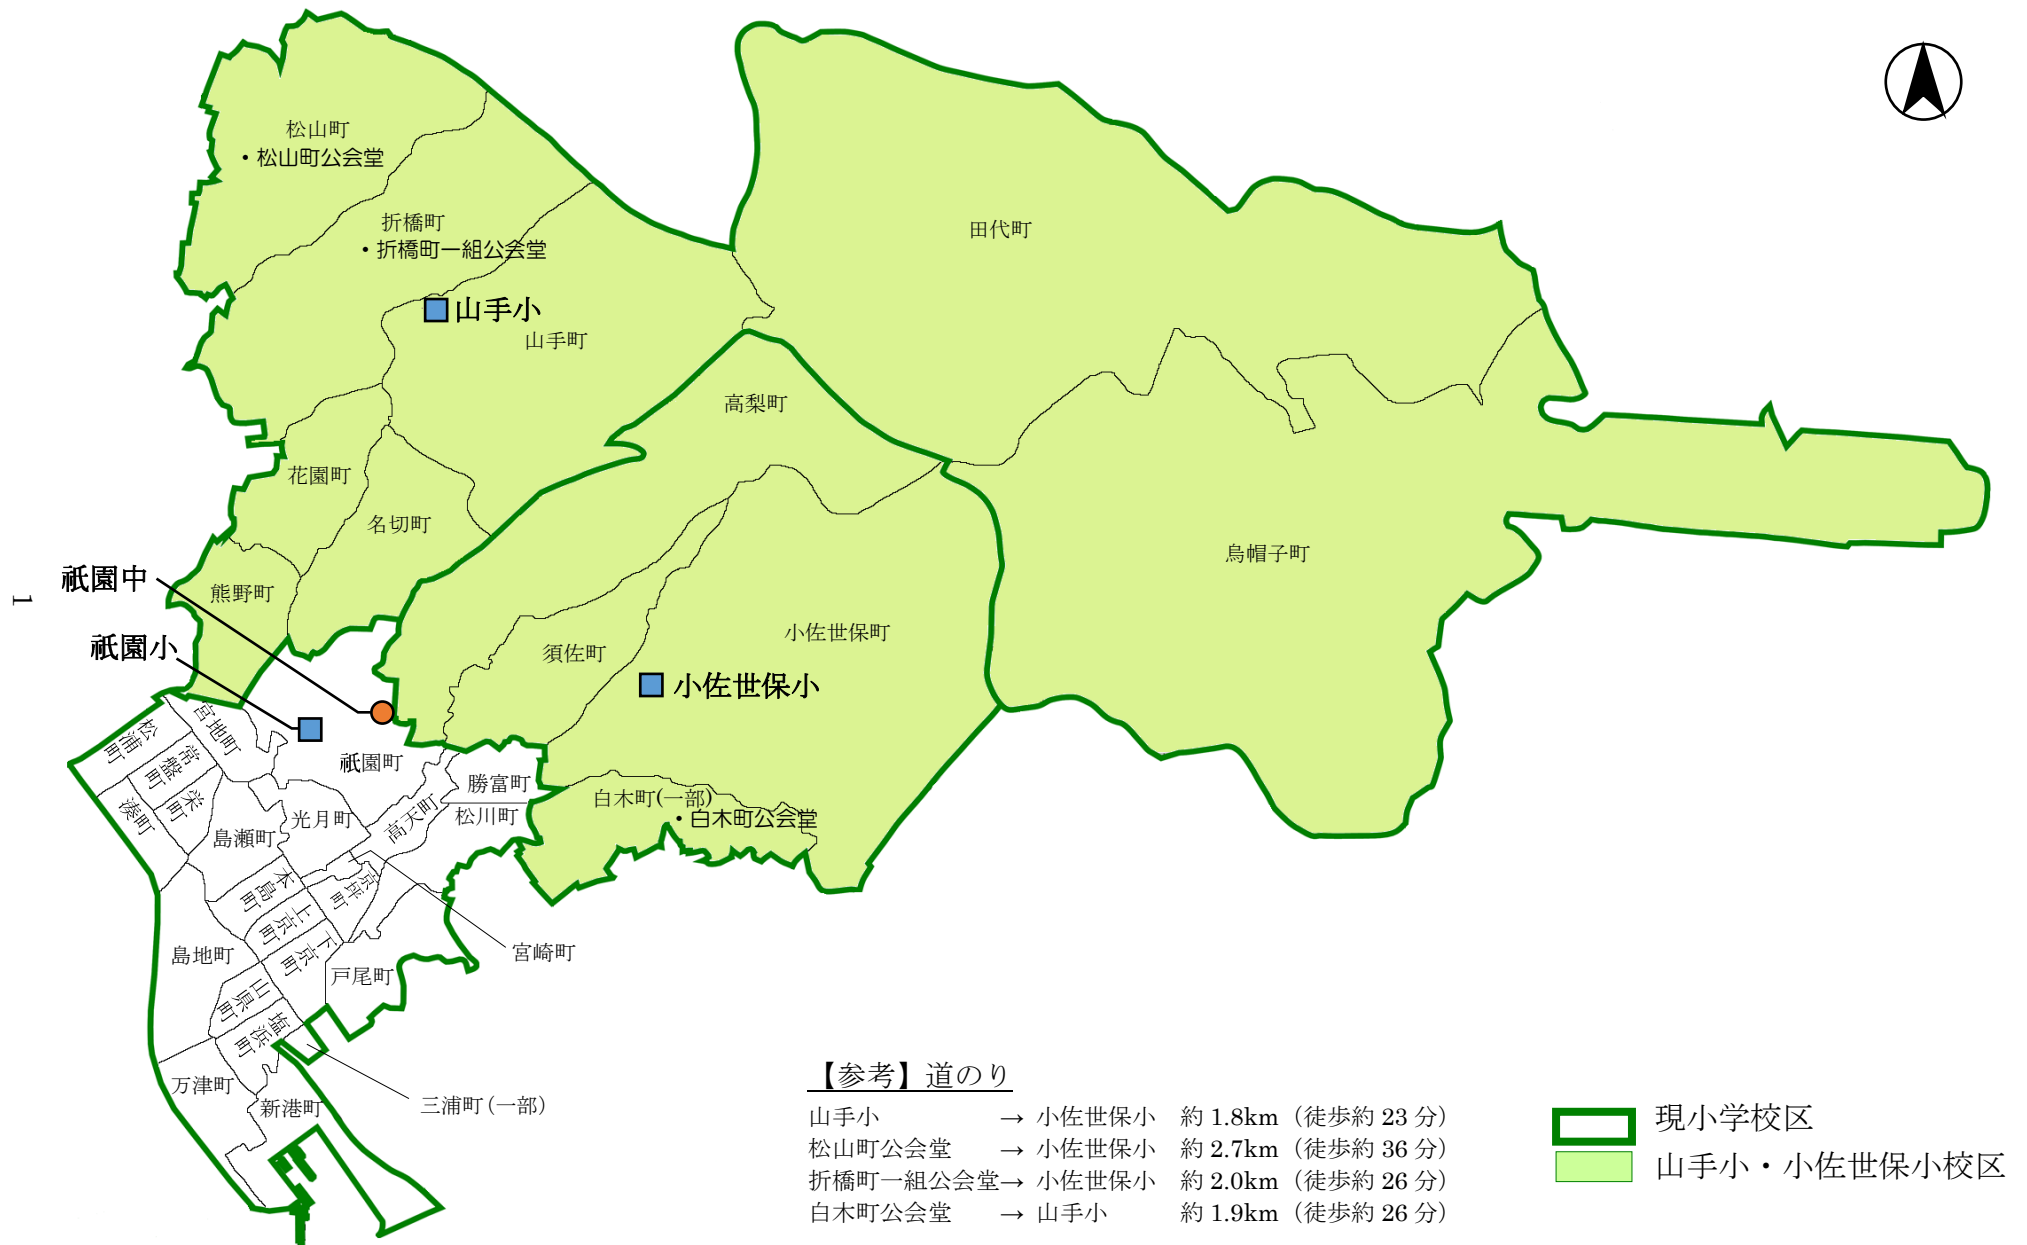 松山町
・松山町公会堂
折橋町
・折橋町一組公会堂
山手小
山手町
田代町
高梨町
花園町
名切町
烏帽子町
祇園中
熊野町
祇園小
須佐町
小佐世保町
小佐世保小
1
松浦町
宮地町
常盤町
栄町
湊町
祇園町
勝富町
松川町
高天町
光月町
島瀬町
白木町(一部)
・白木町公会堂
本島町
京坪町
上京町
下京町
島地町
宮崎町
戸尾町
山県町
塩浜町
万津町
新港町
三浦町(一部)
【参考】道のり
山手小 → 小佐世保小 約1.8km（徒歩約23分）
松山町公会堂 → 小佐世保小 約2.7km（徒歩約36分）
折橋町一組公会堂→ 小佐世保小 約2.0km（徒歩約26分）
白木町公会堂 → 山手小 約1.9km（徒歩約26分）
現小学校区
山手小・小佐世保小校区